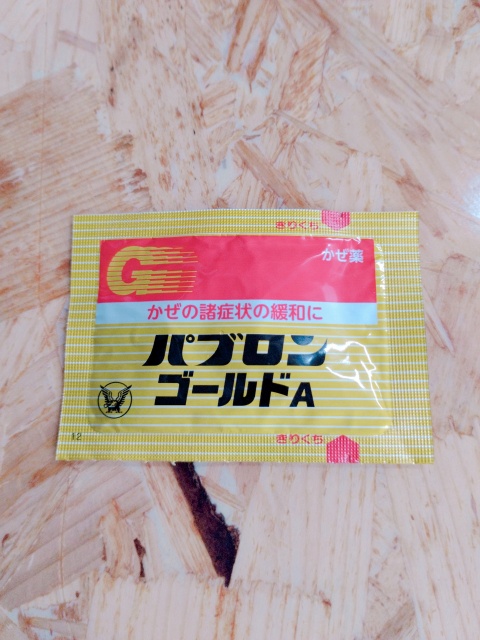 きりくち
G
かぜ薬
かぜの諸症状の緩和に
パブロン
ゴールドA
きりくち